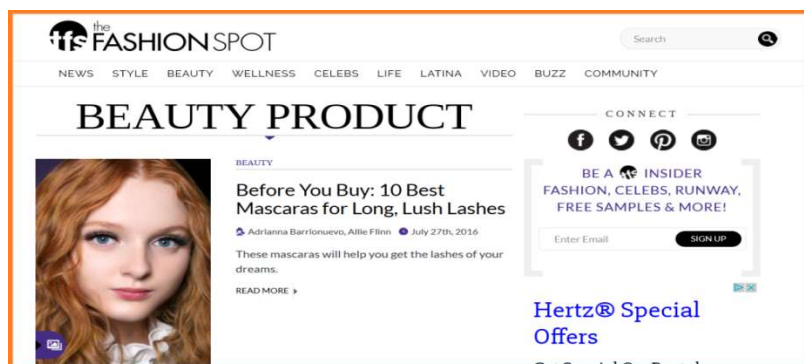 tfs the FASHION SPOT
Search
NEWS STYLE BEAUTY WELLNESS CELEBS LIFE LATINA VIDEO BUZZ COMMUNITY
BEAUTY PRODUCT
BEAUTY
Before You Buy: 10 Best
Mascaras for Long, Lush Lashes
Adrianna Barrionuevo, Allie Flinn July 27th, 2016
These mascaras will help you get the lashes of your
dreams.
READ MORE
CONNECT
BE A tfs INSIDER
FASHION, CELEBS, RUNWAY,
FREE SAMPLES & MORE!
Enter Email SIGN UP
Hertz® Special
Offers